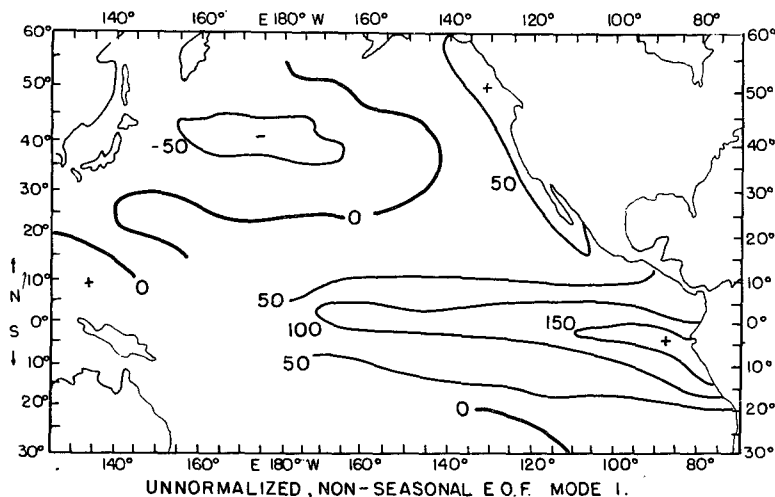 140° 160° E 180° W 160° 140° 120° 100° 80°
60° 60°
50° 50°
+
40° -50 - 40°
30° 50 30°
20° 0 20°
↑
N 10° + 0 50 10°
0° 100 150 0°
S +
↓ 10° 50 10°
20° 0 20°
30° 30°
140° 160° E 180° W 160° 140° 120° 100° 80°
UNNORMALIZED, NON-SEASONAL E.O.F. MODE 1.